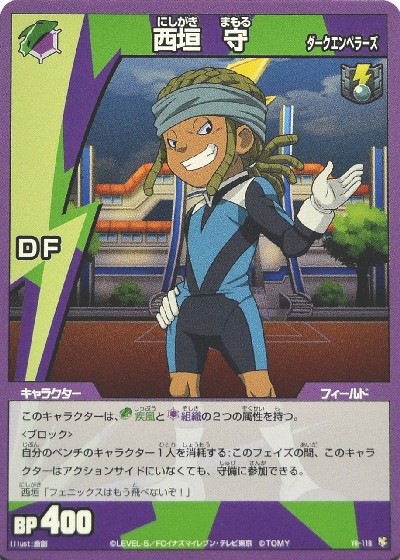 にしがき まもる
西垣 守
ダークエンペラーズ
DF
キャラクター
フィールド
このキャラクターは、疾風と組織の2つの属性を持つ。
<ブロック>
自分のベンチのキャラクター1人を消耗する:このフェイズの間、このキャラ
クターはアクションサイドにいなくても、守備に参加できる。
西垣「フェニックスはもう飛べないぞ!」
BP 400
©LEVEL-5/FCイナズマイレブン・テレビ東京 ©TOMY